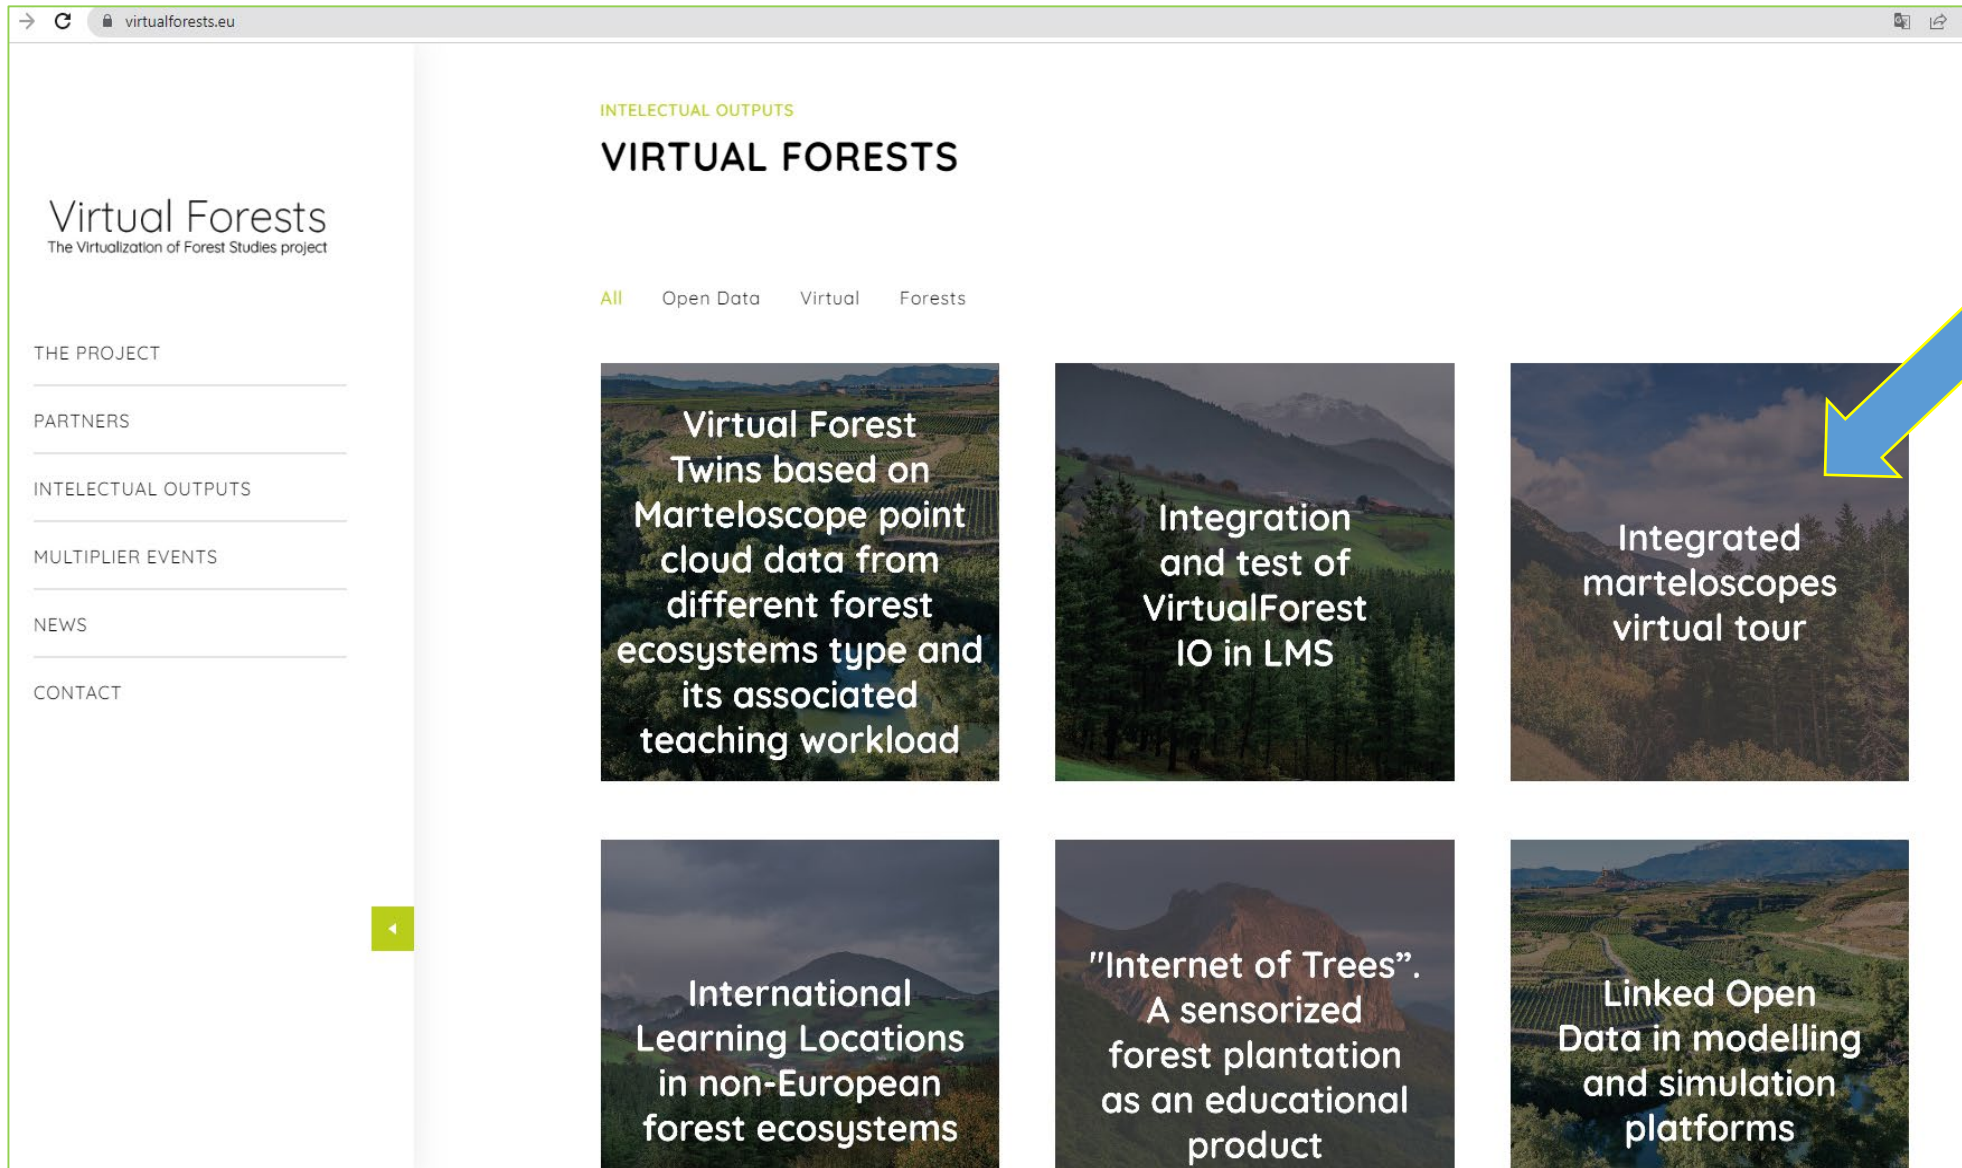 virtualforests.eu
Virtual Forests
The Virtualization of Forest Studies project
THE PROJECT
PARTNERS
INTELECTUAL OUTPUTS
MULTIPLIER EVENTS
NEWS
CONTACT
INTELECTUAL OUTPUTS
VIRTUAL FORESTS
All Open Data Virtual Forests
Virtual Forest
Twins based on
Marteloscope point
cloud data from
different forest
ecosystems type and
its associated
teaching workload
Integration
and test of
VirtualForest
IO in LMS
Integrated
marteloscopes
virtual tour
International
Learning Locations
in non-European
forest ecosystems
"Internet of Trees”.
A sensorized
forest plantation
as an educational
product
Linked Open
Data in modelling
and simulation
platforms